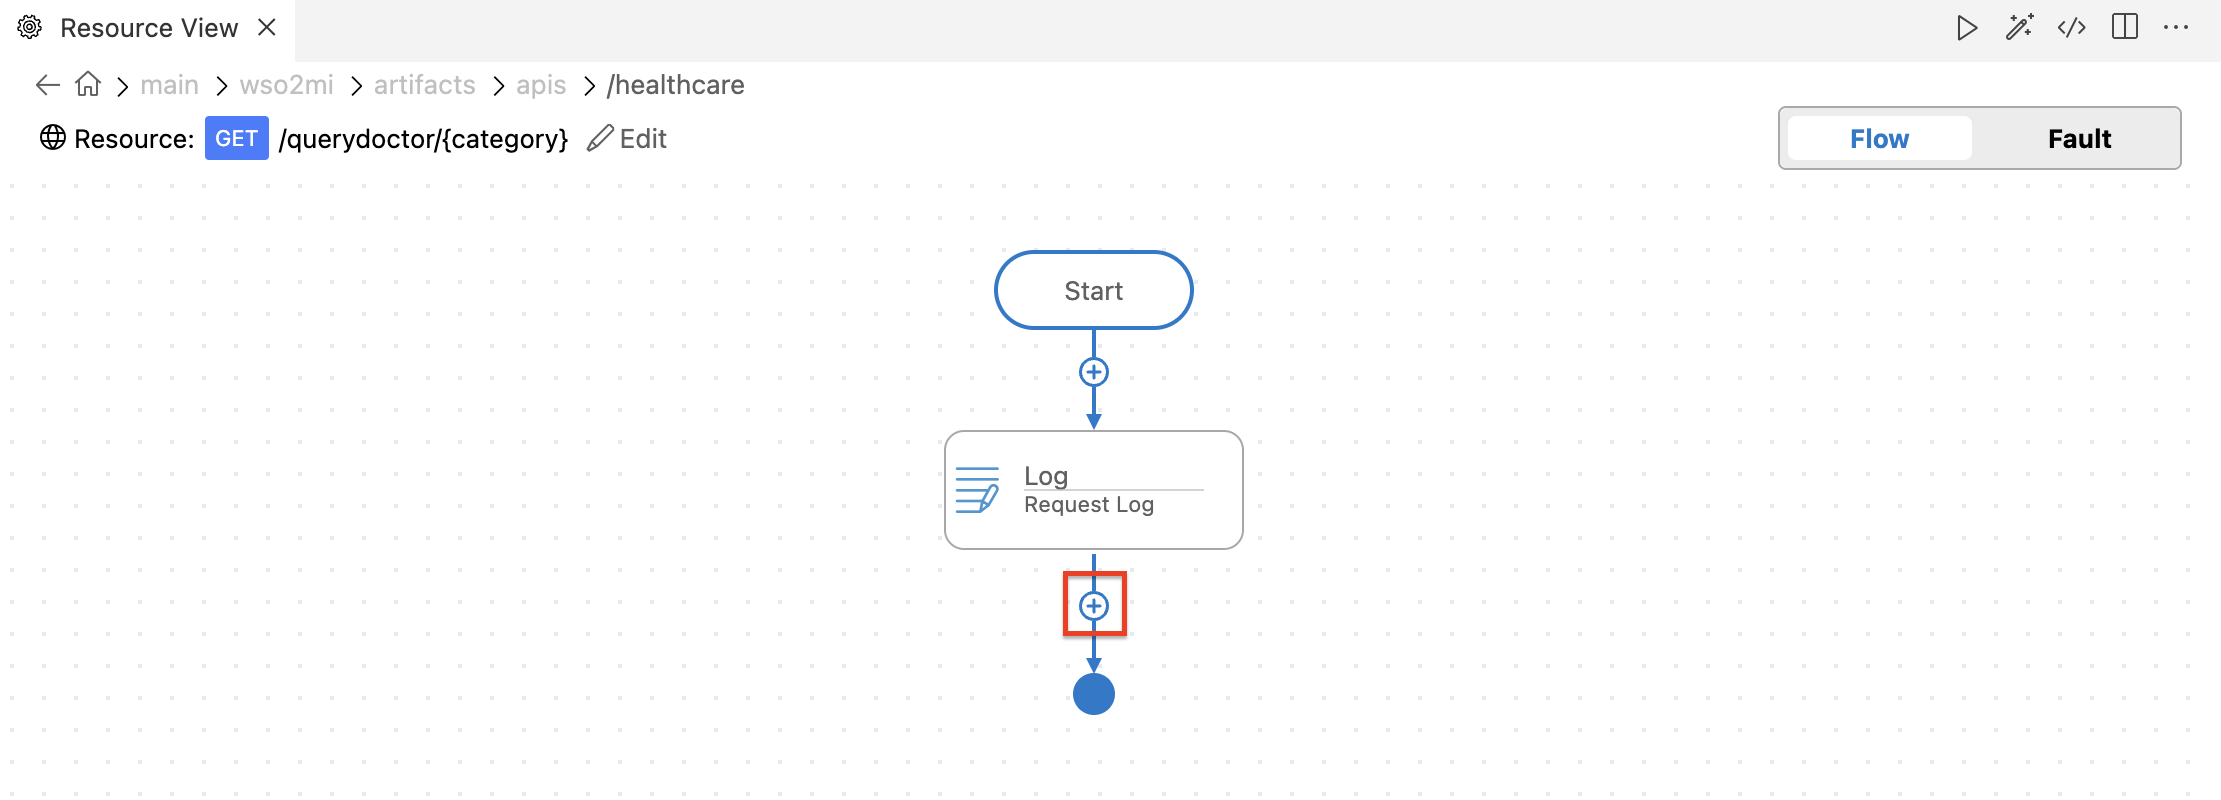 Resource View
main wso2mi artifacts apis /healthcare
Resource: GET /querydoctor/{category} Edit
Flow Fault
Start
Log
Request Log